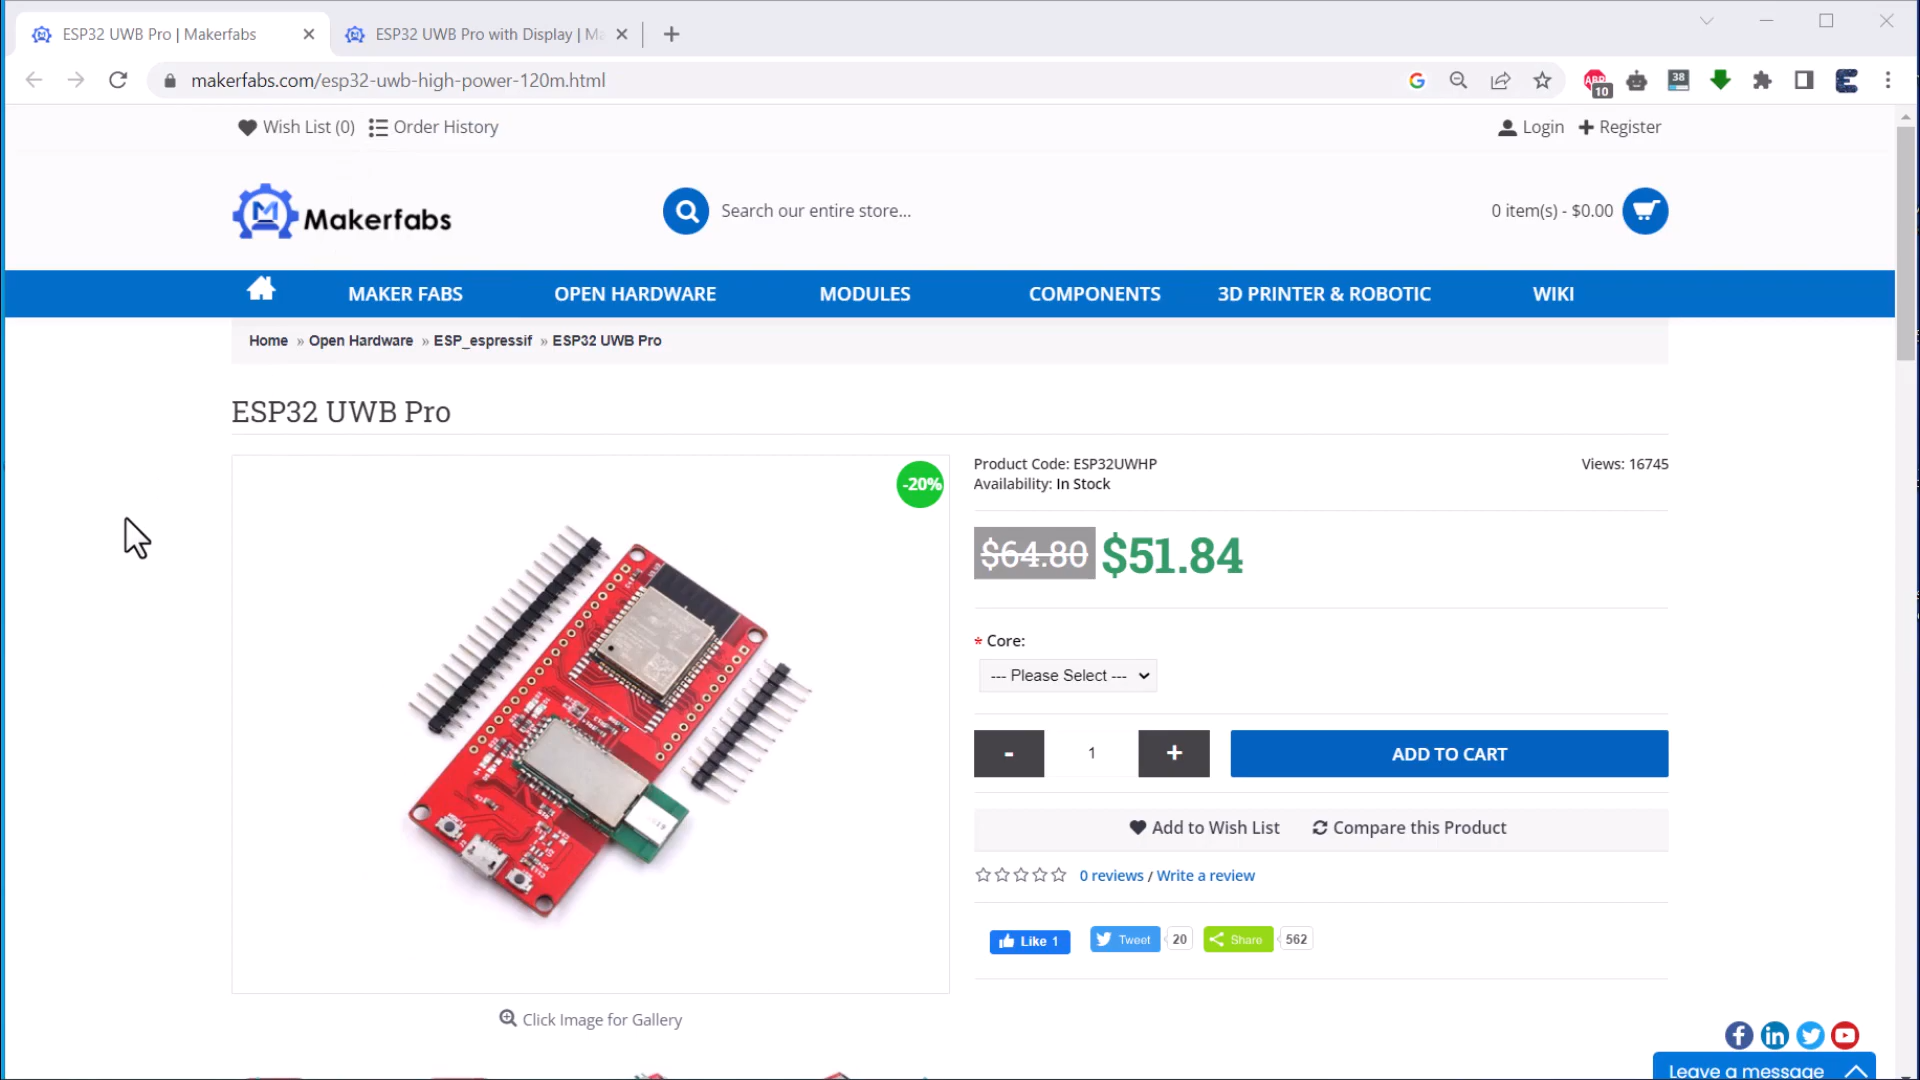 ESP32 UWB Pro | Makerfabs
ESP32 UWB Pro with Display | Ma
makerfabs.com/esp32-uwb-high-power-120m.html
ABP
10
38
Wish List (0)
Order History
Login
Register
Makerfabs
Search our entire store...
0 item(s) - $0.00
MAKER FABS
OPEN HARDWARE
MODULES
COMPONENTS
3D PRINTER & ROBOTIC
WIKI
Home » Open Hardware » ESP_espressif » ESP32 UWB Pro
ESP32 UWB Pro
-20%
Product Code: ESP32UWHP
Views: 16745
Availability: In Stock
$64.80 $51.84
* Core:
--- Please Select ---
-
1
+
ADD TO CART
Add to Wish List
Compare this Product
0 reviews / Write a review
Like 1
Tweet
20
Share
562
Click Image for Gallery
Leave a message